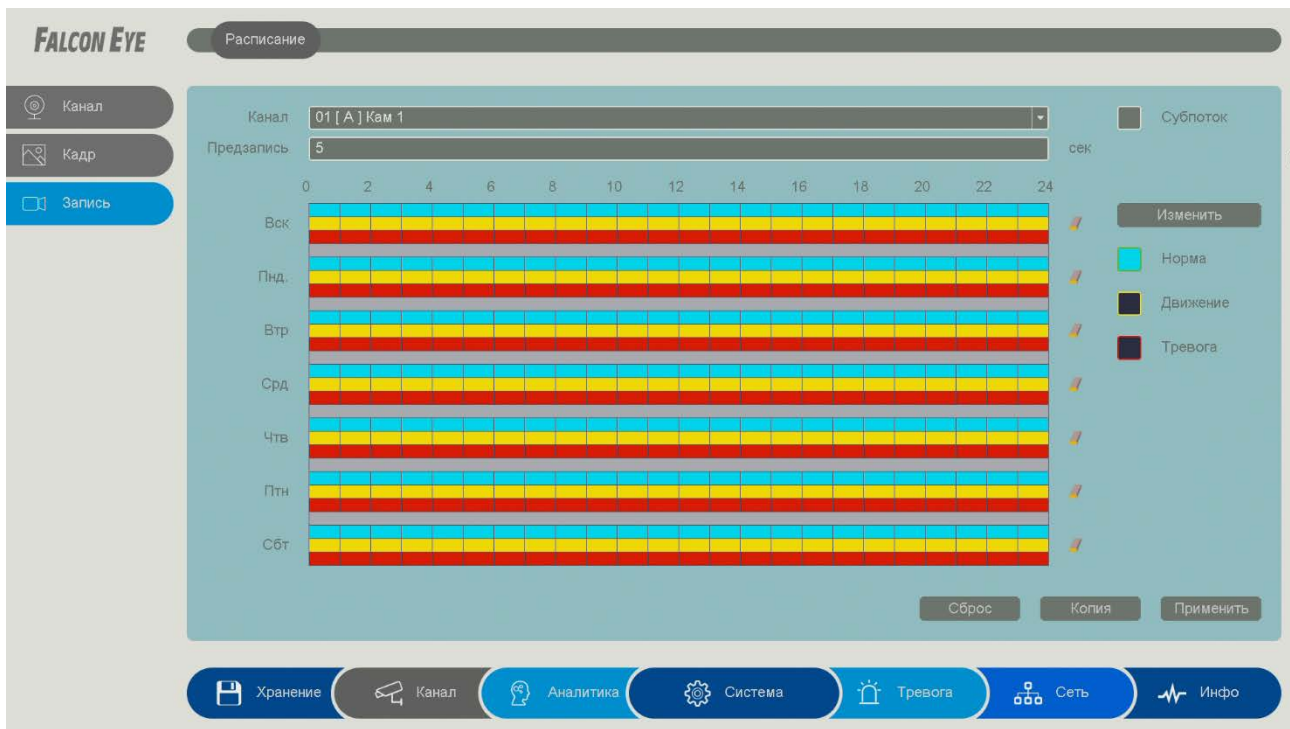 FALCON EYE
Расписание
Канал
Кадр
Запись
Канал 01 [ A ] Кам 1 Субпоток
Предзапись 5 сек
0 2 4 6 8 10 12 14 16 18 20 22 24
Вск
Изменить
Норма
Пнд.
Движение
Втр
Тревога
Срд
Чтв
Птн
Сбт
Сброс Копия Применить
Хранение Канал Аналитика Система Тревога Сеть Инфо